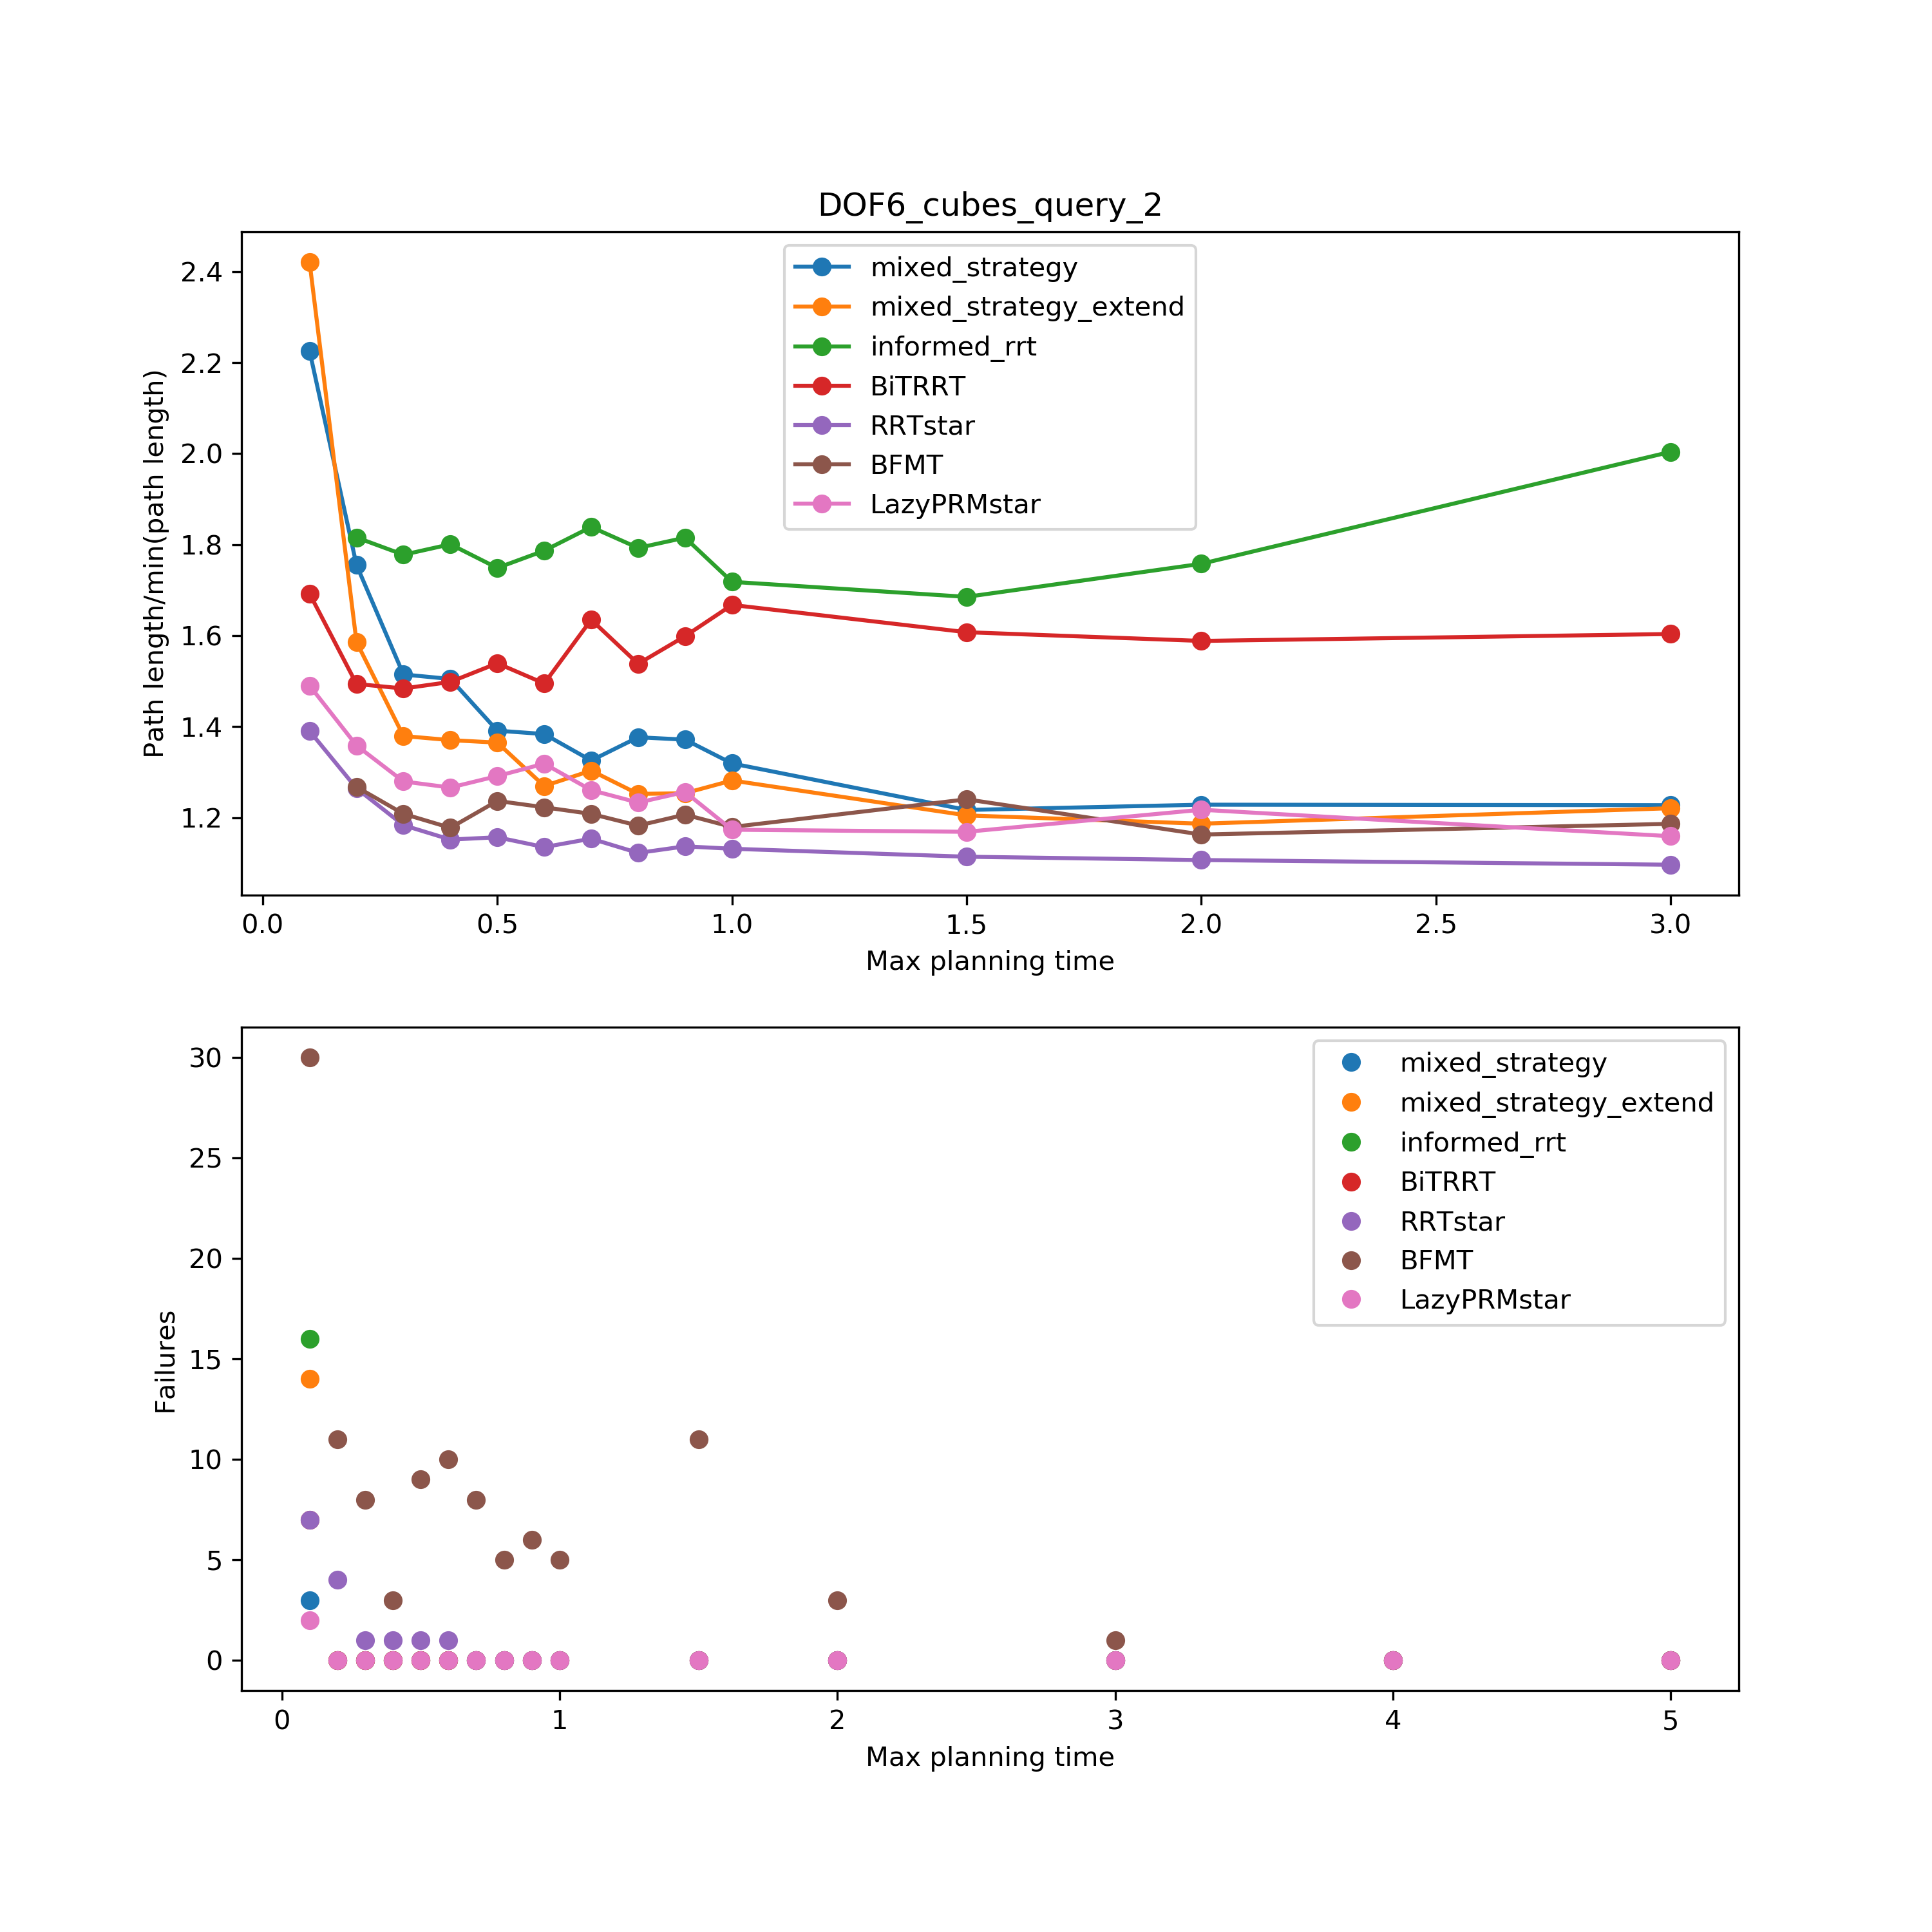 DOF6_cubes_query_2
Path length/min(path length)
2.4
2.2
2.0
1.8
1.6
1.4
1.2
mixed_strategy
mixed_strategy_extend
informed_rrt
BiTRRT
RRTstar
BFMT
LazyPRMstar
0.0 0.5 1.0 1.5 2.0 2.5 3.0
Max planning time
Failures
30
25
20
15
10
5
0
mixed_strategy
mixed_strategy_extend
informed_rrt
BiTRRT
RRTstar
BFMT
LazyPRMstar
0 1 2 3 4 5
Max planning time